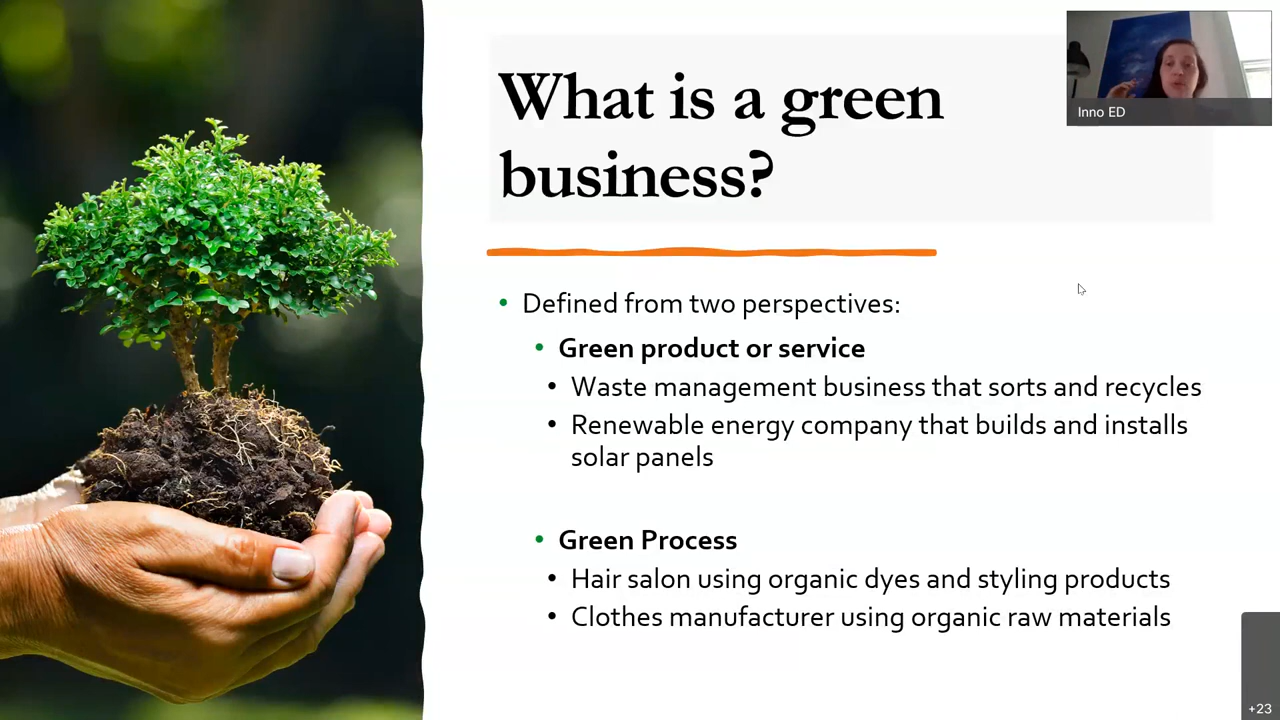 What is a green
business?
Inno ED
• Defined from two perspectives:
• Green product or service
• Waste management business that sorts and recycles
• Renewable energy company that builds and installs
solar panels
• Green Process
• Hair salon using organic dyes and styling products
• Clothes manufacturer using organic raw materials
+23